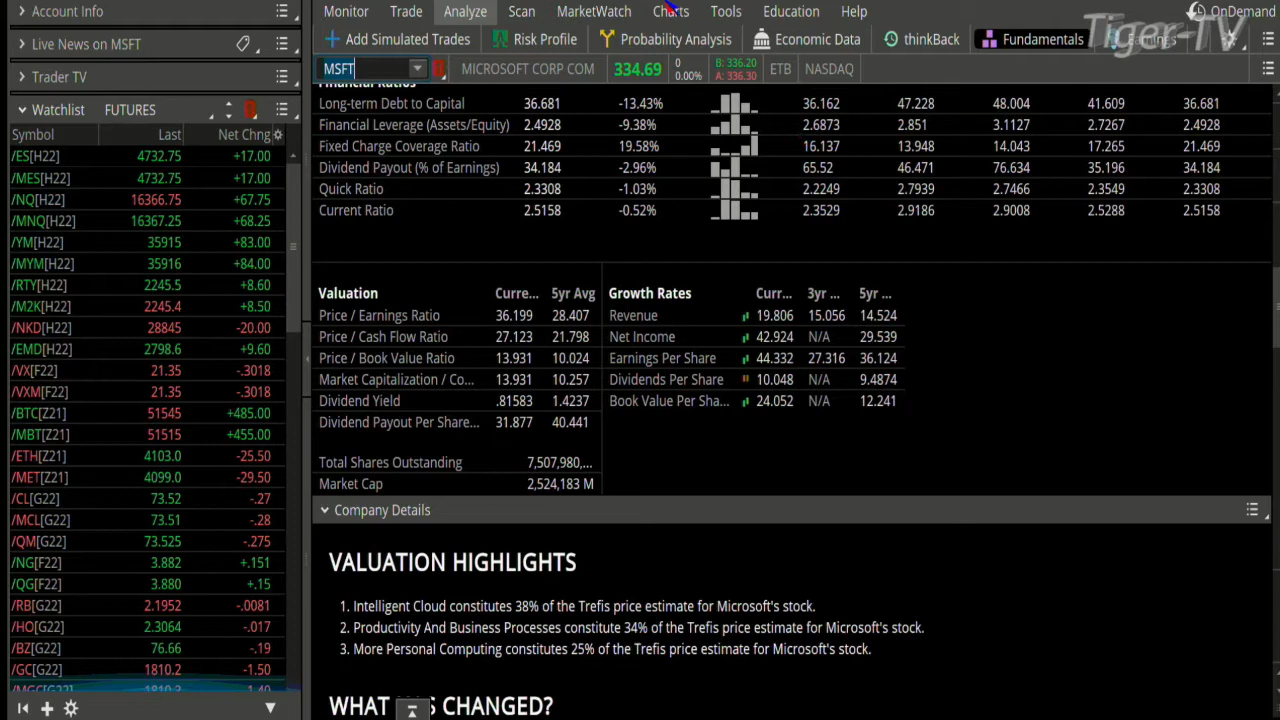 Account Info
Live News on MSFT
Trader TV
Watchlist FUTURES
Symbol Last Net Chng
/ES[H22] 4732.75 +17.00
/MES[H22] 4732.75 +17.00
/NQ[H22] 16366.75 +67.75
/MNQ[H22] 16367.25 +68.25
/YM[H22] 35915 +83.00
/MYM[H22] 35916 +84.00
/RTY[H22] 2245.5 +8.60
/M2K[H22] 2245.4 +8.50
/NKD[H22] 28845 -20.00
/EMD[H22] 2798.6 +9.60
/VX[F22] 21.35 -.3018
/VXM[F22] 21.35 -.3018
/BTC[Z21] 51545 +485.00
/MBT[Z21] 51515 +455.00
/ETH[Z21] 4103.0 -25.50
/MET[Z21] 4099.0 -29.50
/CL[G22] 73.52 -.27
/MCL[G22] 73.51 -.28
/QM[G22] 73.525 -.275
/NG[F22] 3.882 +.151
/QG[F22] 3.880 +.15
/RB[G22] 2.1952 -.0081
/HO[G22] 2.3064 -.017
/BZ[G22] 76.66 -.19
/GC[G22] 1810.2 -1.50
/MGC[G22] 1810.3 -1.40
Monitor Trade Analyze Scan MarketWatch Charts Tools Education Help OnDemand
Tiger-TV
Add Simulated Trades Risk Profile Probability Analysis Economic Data thinkBack Fundamentals Earnings
MSFT MICROSOFT CORP COM 334.69 0 0.00% B: 336.20 A: 336.30 ETB NASDAQ
Financial Ratios
Long-term Debt to Capital 36.681 -13.43% 36.162 47.228 48.004 41.609 36.681
Financial Leverage (Assets/Equity) 2.4928 -9.38% 2.6873 2.851 3.1127 2.7267 2.4928
Fixed Charge Coverage Ratio 21.469 19.58% 16.137 13.948 14.043 17.265 21.469
Dividend Payout (% of Earnings) 34.184 -2.96% 65.52 46.471 76.634 35.196 34.184
Quick Ratio 2.3308 -1.03% 2.2249 2.7939 2.7466 2.3549 2.3308
Current Ratio 2.5158 -0.52% 2.3529 2.9186 2.9008 2.5288 2.5158
Valuation Curre... 5yr Avg
Price / Earnings Ratio 36.199 28.407
Price / Cash Flow Ratio 27.123 21.798
Price / Book Value Ratio 13.931 10.024
Market Capitalization / Co... 13.931 10.257
Dividend Yield .81583 1.4237
Dividend Payout Per Share... 31.877 40.441
Total Shares Outstanding 7,507,980,...
Market Cap 2,524,183 M
Growth Rates Curr... 3yr ... 5yr ...
Revenue 19.806 15.056 14.524
Net Income 42.924 N/A 29.539
Earnings Per Share 44.332 27.316 36.124
Dividends Per Share 10.048 N/A 9.4874
Book Value Per Sha... 24.052 N/A 12.241
Company Details
VALUATION HIGHLIGHTS
1. Intelligent Cloud constitutes 38% of the Trefis price estimate for Microsoft's stock.
2. Productivity And Business Processes constitute 34% of the Trefis price estimate for Microsoft's stock.
3. More Personal Computing constitutes 25% of the Trefis price estimate for Microsoft's stock.
WHAT CHANGED?